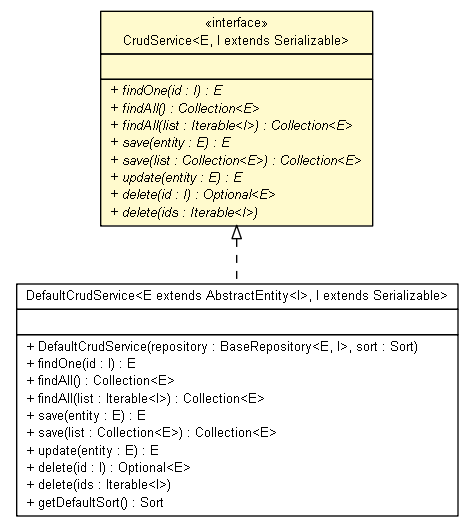 «interface»
CrudService<E, I extends Serializable>
+ findOne(id : I) : E
+ findAll() : Collection<E>
+ findAll(list : Iterable<I>) : Collection<E>
+ save(entity : E) : E
+ save(list : Collection<E>) : Collection<E>
+ update(entity : E) : E
+ delete(id : I) : Optional<E>
+ delete(ids : Iterable<I>)
DefaultCrudService<E extends AbstractEntity<I>, I extends Serializable>
+ DefaultCrudService(repository : BaseRepository<E, I>, sort : Sort)
+ findOne(id : I) : E
+ findAll() : Collection<E>
+ findAll(list : Iterable<I>) : Collection<E>
+ save(entity : E) : E
+ save(list : Collection<E>) : Collection<E>
+ update(entity : E) : E
+ delete(id : I) : Optional<E>
+ delete(ids : Iterable<I>)
+ getDefaultSort() : Sort